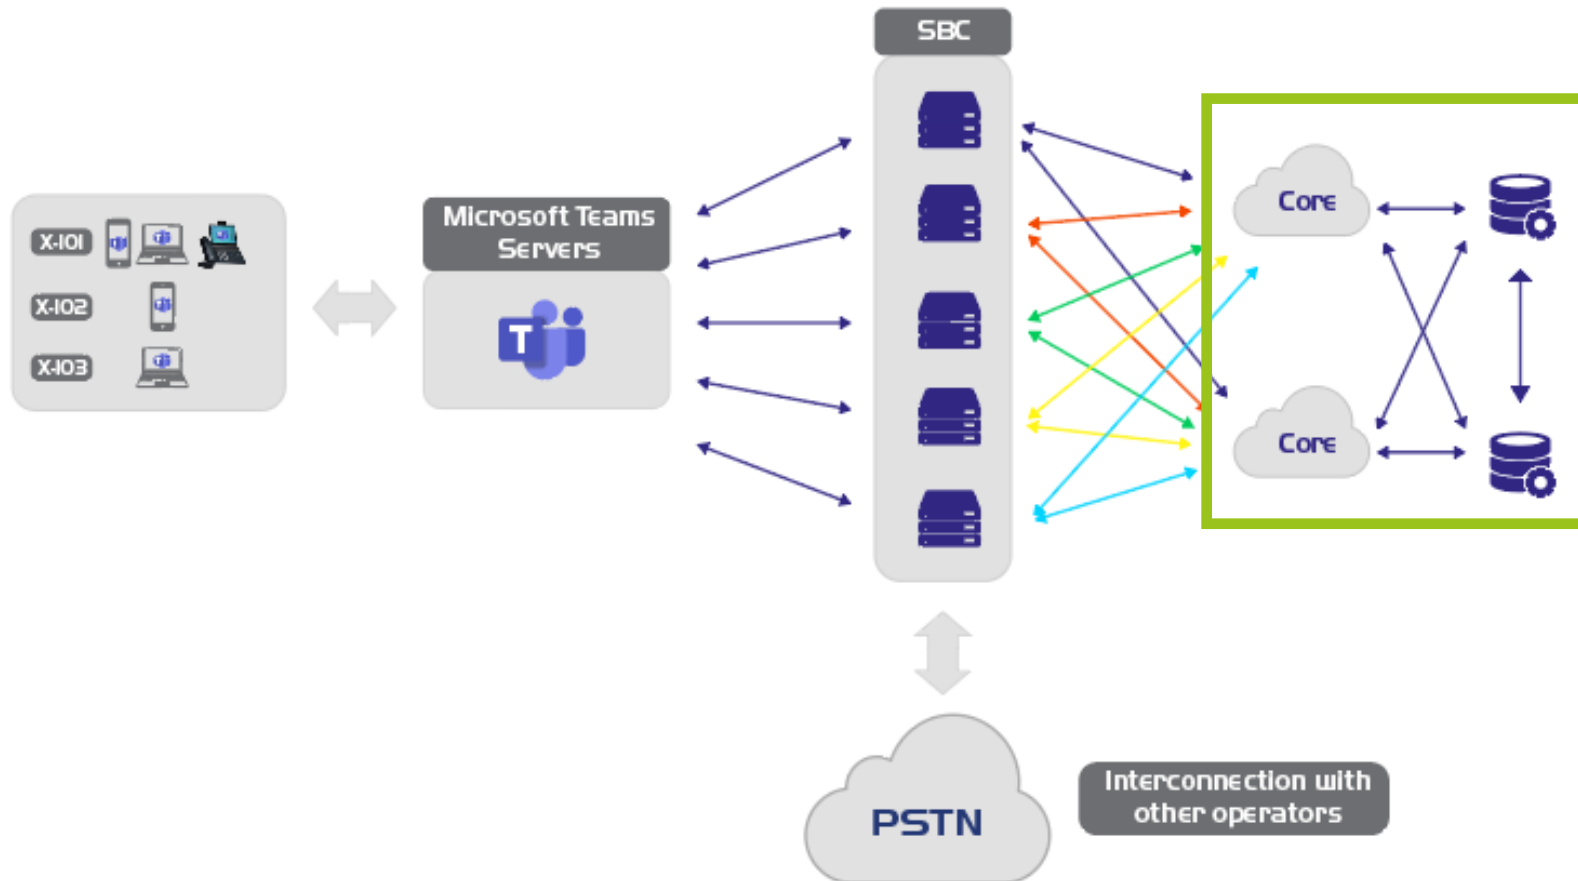 SBC
Microsoft Teams
Servers
X-101
X-102
X-103
T
Core
Core
PSTN
Interconnection with
other operators